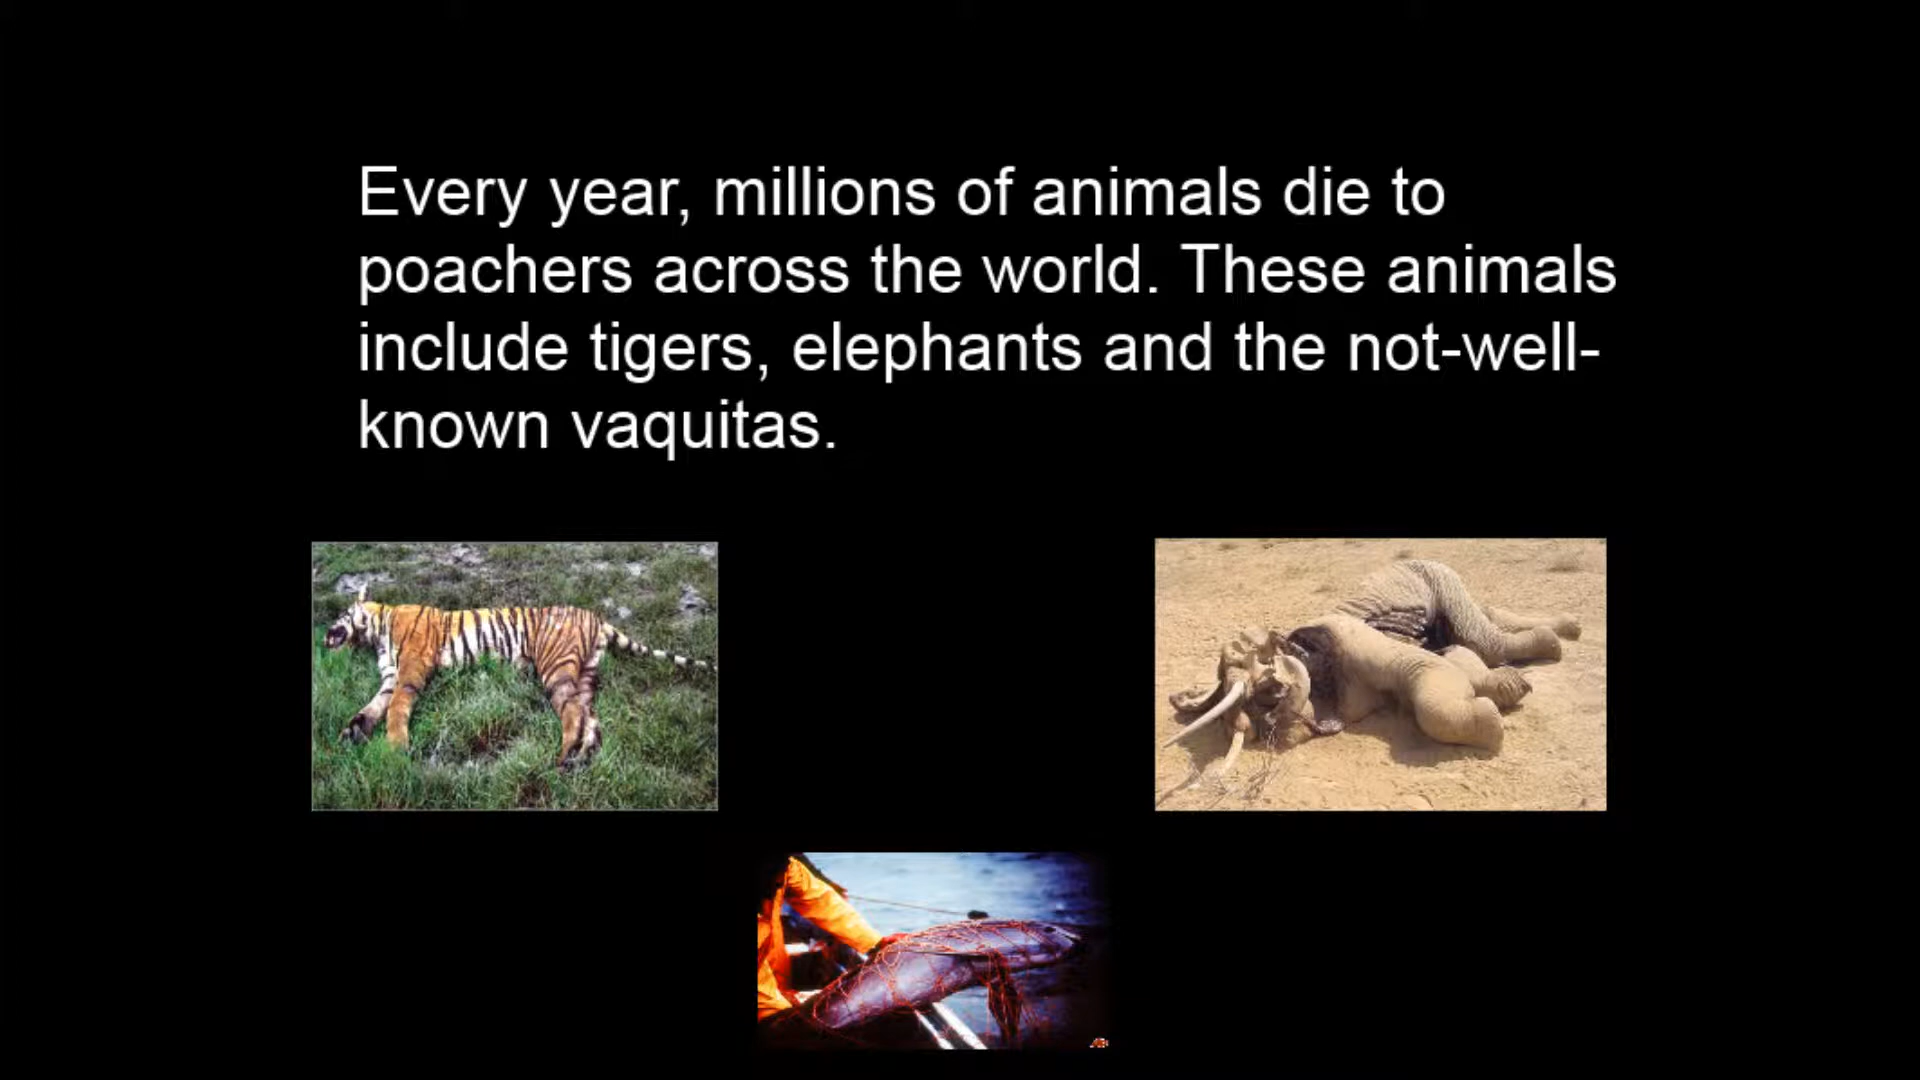 Every year, millions of animals die to
poachers across the world. These animals
include tigers, elephants and the not-well-
known vaquitas.